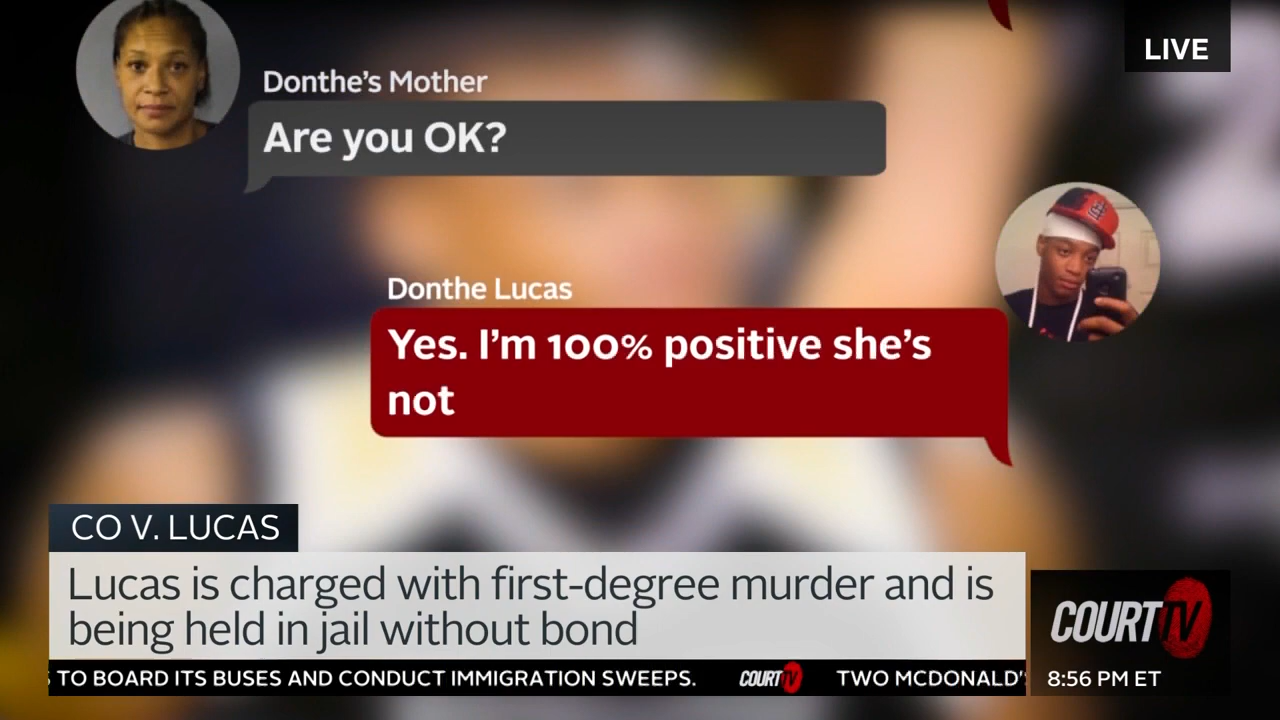 LIVE
Donthe's Mother
Are you OK?
Donthe Lucas
Yes. I'm 100% positive she's
not
CO V. LUCAS
Lucas is charged with first-degree murder and is
being held in jail without bond
TO BOARD ITS BUSES AND CONDUCT IMMIGRATION SWEEPS. COURT TV TWO MCDONALD'
COURT TV
8:56 PM ET